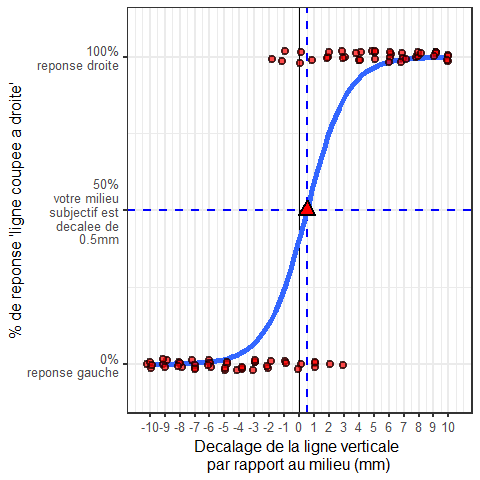 % de reponse 'ligne coupee a droite'
100%
reponse droite
50%
votre milieu
subjectif est
decalee de
0.5mm
0%
reponse gauche
-10 -9 -8 -7 -6 -5 -4 -3 -2 -1 0 1 2 3 4 5 6 7 8 9 10
Decalage de la ligne verticale
par rapport au milieu (mm)